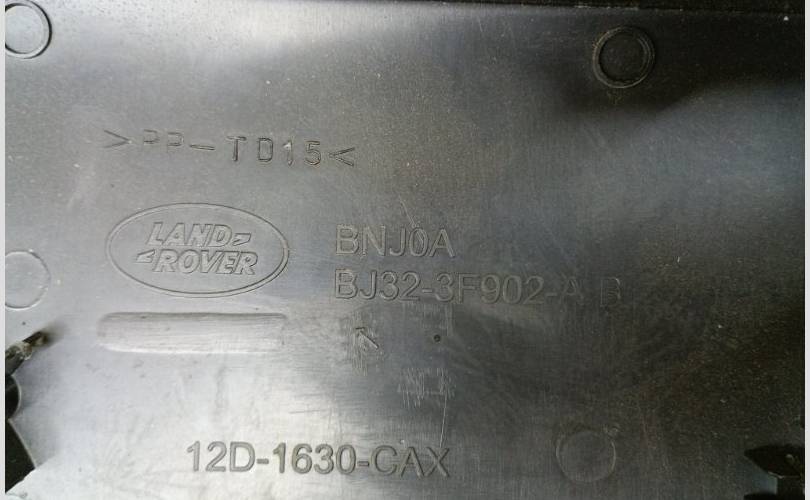 >PP-TD15<
LAND-
-ROVER
BNJ0A
BJ32-3F902-A B
12D-1630-CAX